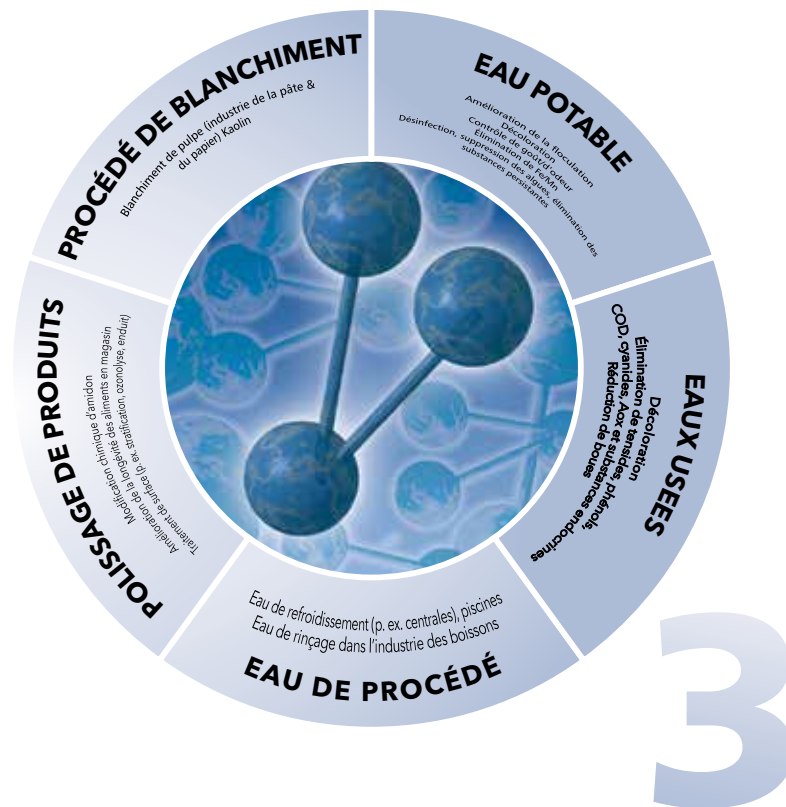 PROCÉDÉ DE BLANCHIMENT
Blanchiment de pulpe (industrie de la pâte &
du papier) Kaolin
EAU POTABLE
Amélioration de la floculation
Décoloration
Contrôle de goût/d'odeur
Élimination de Fe/Mn
Désinfection, suppression des algues, élimination des
substances persistantes
EAUX USEES
Décoloration
Élimination de tensides, phénols,
COD, cyanides, Aox et substances endocrines
Réduction de boues
Eau de refroidissement (p. ex. centrales), piscines
Eau de rinçage dans l'industrie des boissons
EAU DE PROCÉDÉ
POLISSAGE DE PRODUITS
Modification chimique d'amidon
Amélioration de la longévité des aliments en magasin
Traitement de surface (p. ex. stratification, ozonolyse, enduit)
3